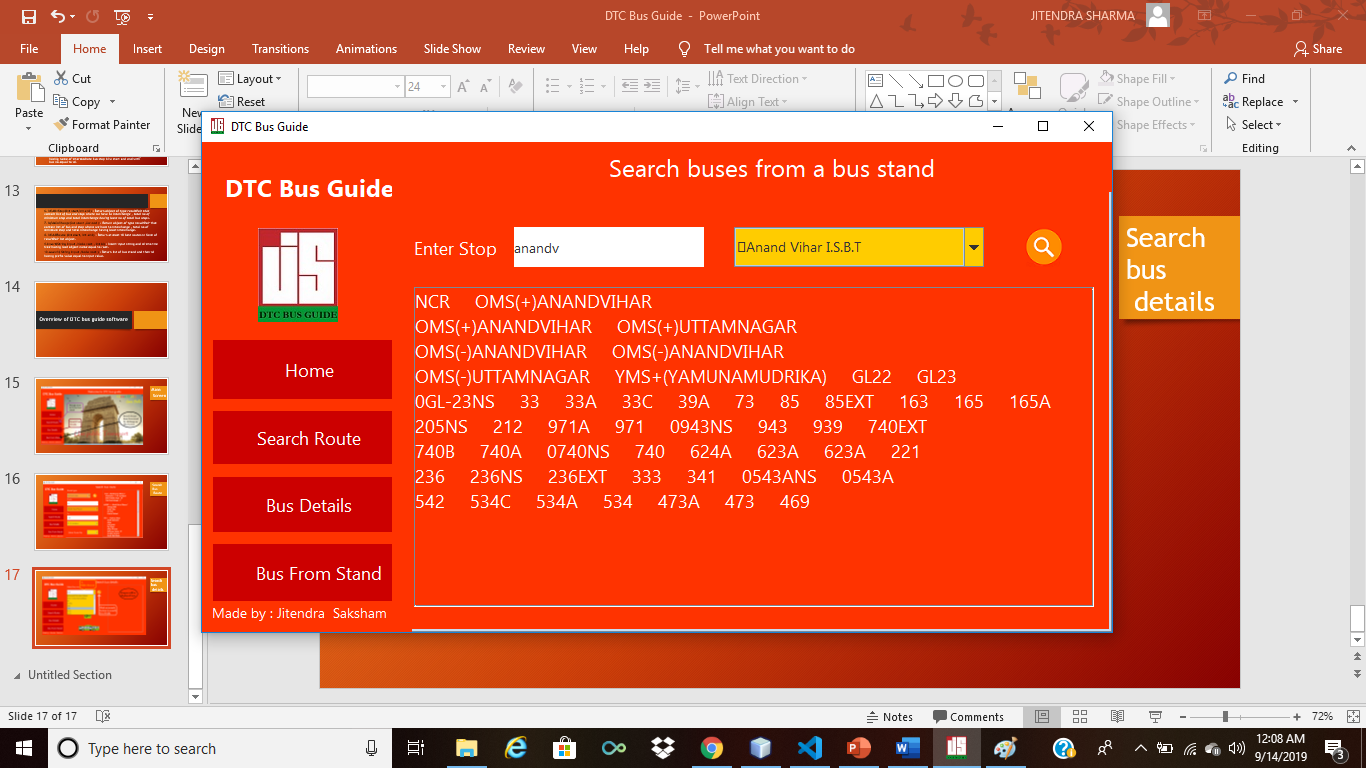 DTC Bus Guide - PowerPoint
JITENDRA SHARMA
File Home Insert Design Transitions Animations Slide Show Review View Help Tell me what you want to do Share
Cut
Copy
Format Painter
Paste
Clipboard
New
Slide
Layout
Reset
24
Text Direction
Align Text
Shape Fill
Shape Outline
Shape Effects
Find
Replace
Select
Editing
13
14
Overview of DTC bus guide software
15
16
17
Untitled Section
DTC Bus Guide
DTC Bus Guide
DTC BUS GUIDE
Home
Search Route
Bus Details
Bus From Stand
Made by : Jitendra Saksham
Search buses from a bus stand
Enter Stop
anandv
Anand Vihar I.S.B.T
NCR OMS(+)ANANDVIHAR
OMS(+)ANANDVIHAR OMS(+)UTTAMNAGAR
OMS(-)ANANDVIHAR OMS(-)ANANDVIHAR
OMS(-)UTTAMNAGAR YMS+(YAMUNAMUDRIKA) GL22 GL23
0GL-23NS 33 33A 33C 39A 73 85 85EXT 163 165 165A
205NS 212 971A 971 0943NS 943 939 740EXT
740B 740A 0740NS 740 624A 623A 623A 221
236 236NS 236EXT 333 341 0543ANS 0543A
542 534C 534A 534 473A 473 469
Search
bus
details
Slide 17 of 17
Notes
Comments
72%
Type here to search
12:08 AM
9/14/2019
3